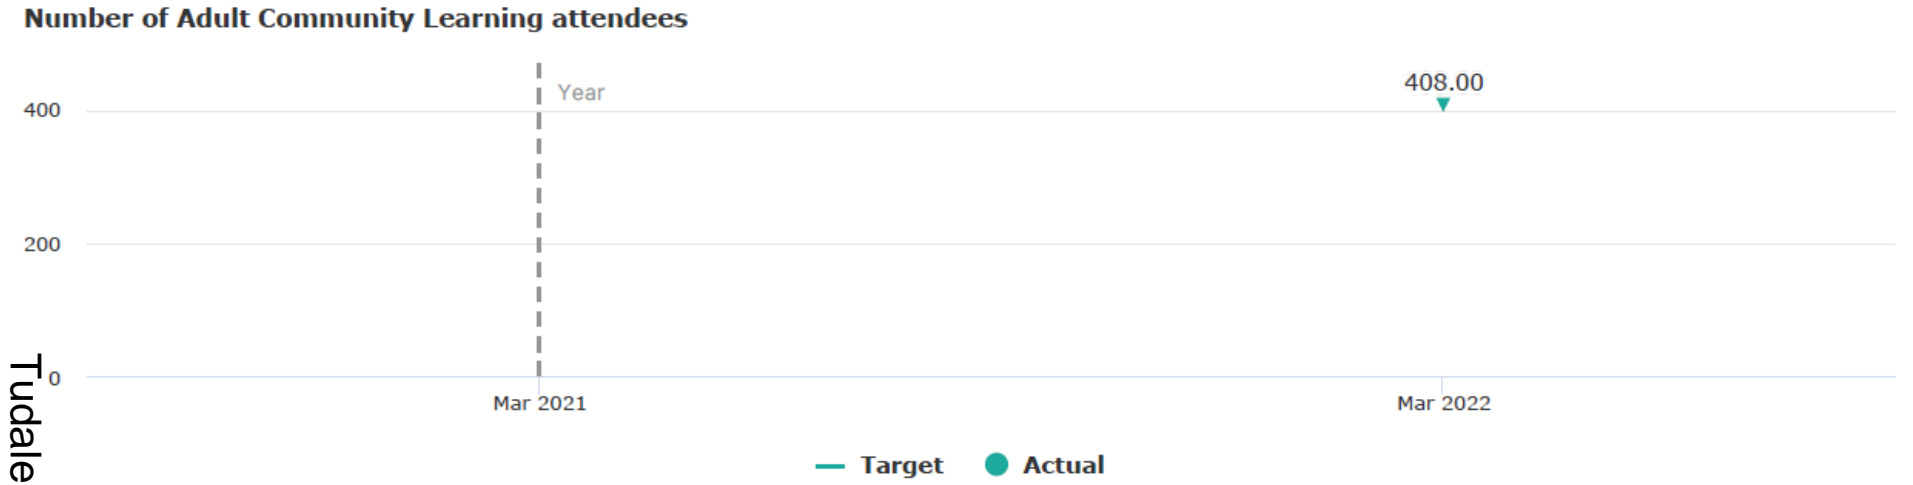 Number of Adult Community Learning attendees
408.00
Year
400
200
0
Mar 2021
Mar 2022
Target
Actual
Tudale